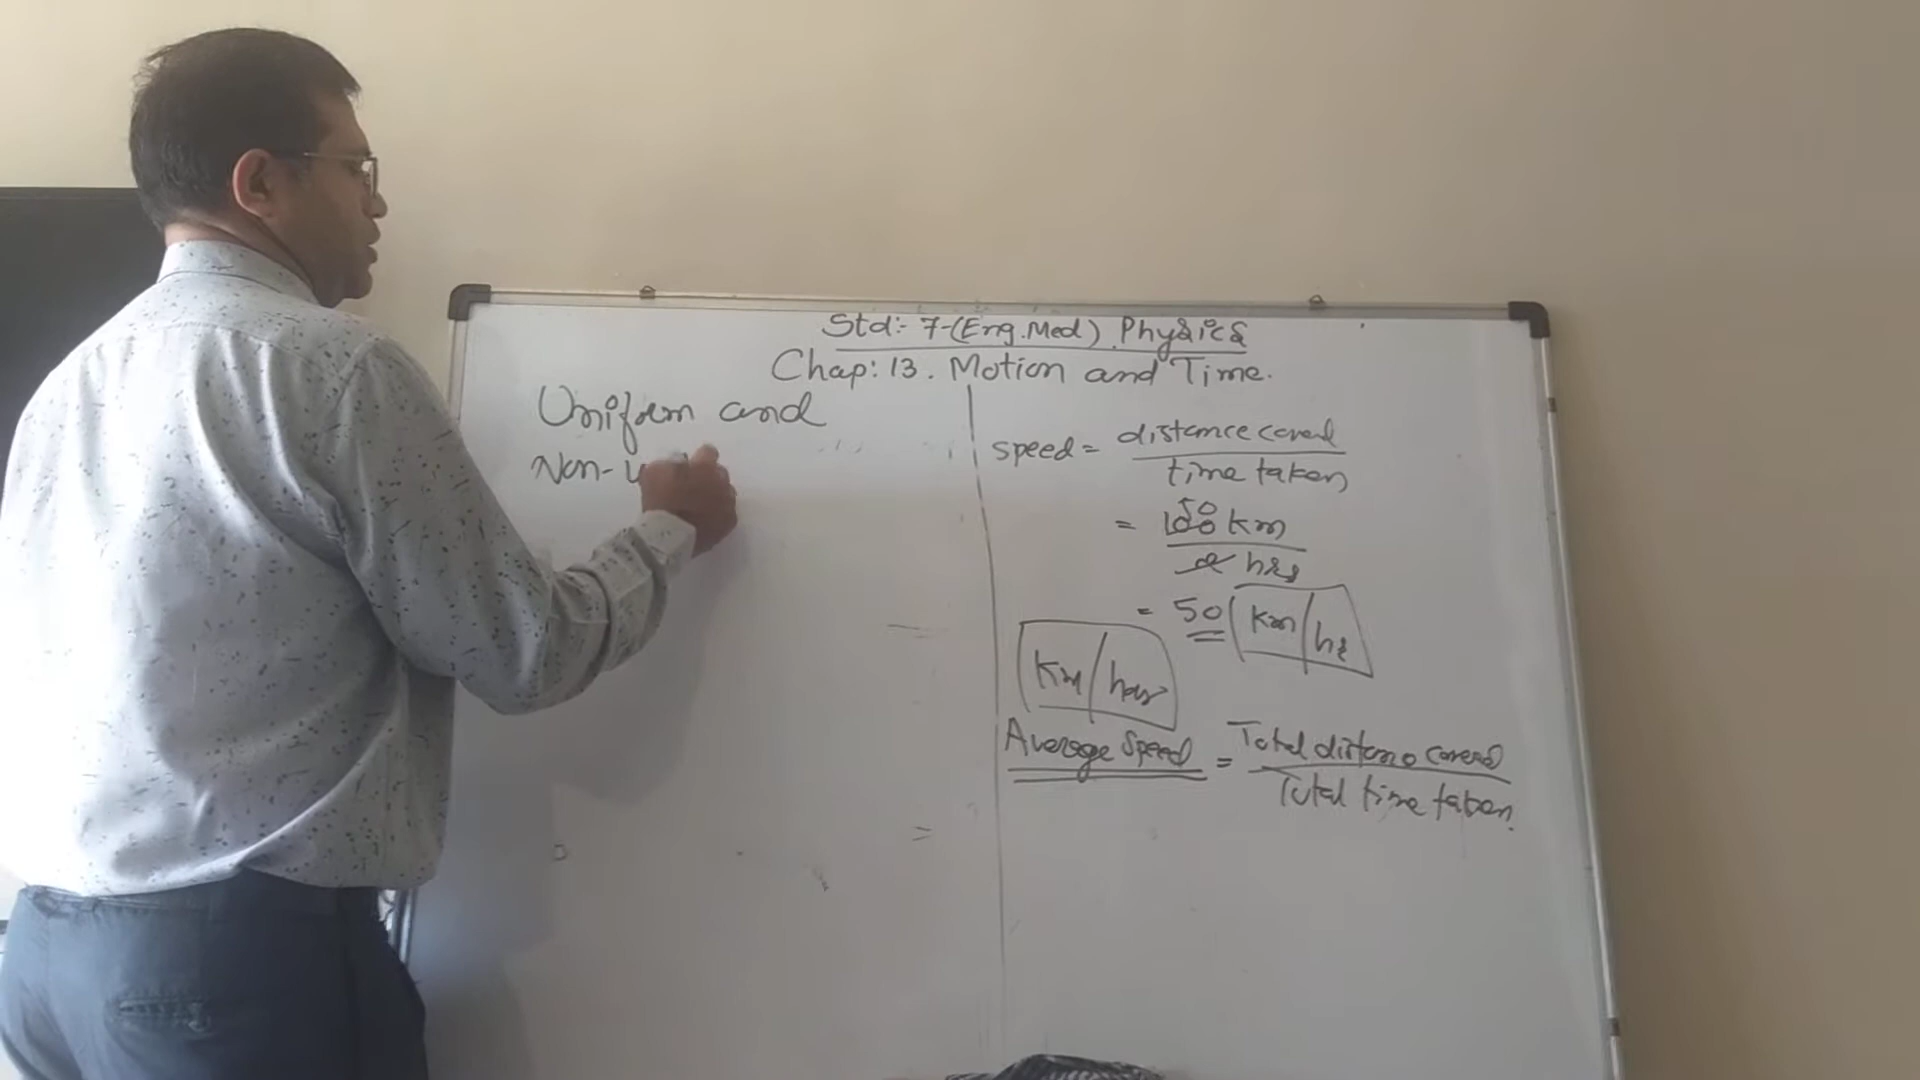 Std:- 7-(Eng.Med) Physics
Chap: 13. Motion and Time.
Uniform and
Non-
speed = distance covered
time taken
= 100 km
50
2 hrs
= 50 km/hr
km/hour
Average Speed = Total distance covered
Total time taken.